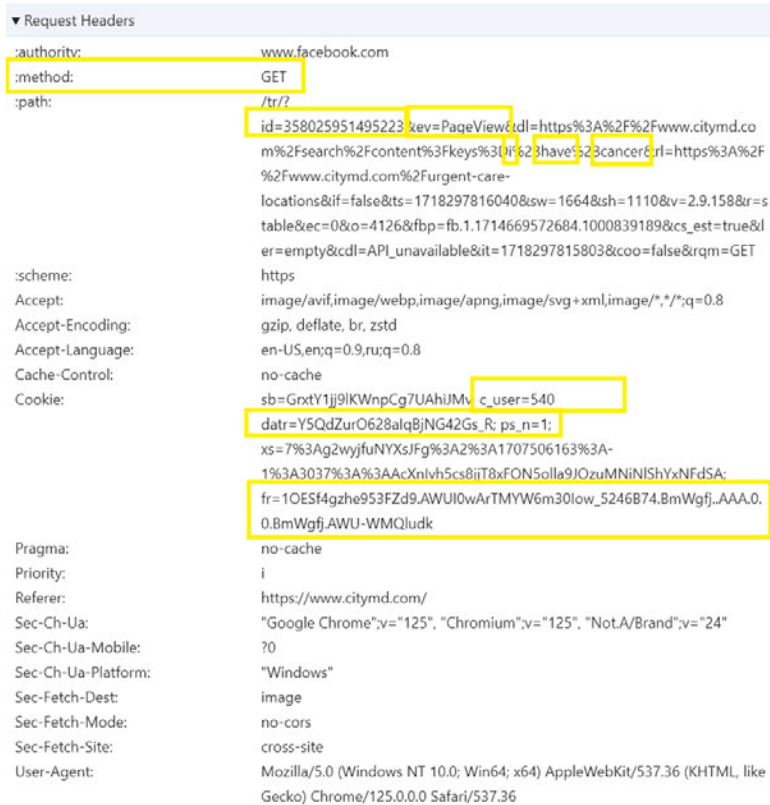 ▼ Request Headers
:authority: www.facebook.com
:method: GET
:path: /tr/?
id=358025951495223&ev=PageView&dl=https%3A%2F%2Fwww.citymd.co
m%2Fsearch%2Fcontent%3Fkeys%3Di%2Bhave%2Bcancer&rl=https%3A%2F
%2Fwww.citymd.com%2Furgent-care-
locations&if=false&ts=1718297816040&sw=1664&sh=1110&v=2.9.158&r=s
table&ec=0&o=4126&fbp=fb.1.1714669572684.1000839189&cs_est=true&l
er=empty&cdl=API_unavailable&it=1718297815803&coo=false&rqm=GET
:scheme: https
Accept: image/avif,image/webp,image/apng,image/svg+xml,image/*,*/*;q=0.8
Accept-Encoding: gzip, deflate, br, zstd
Accept-Language: en-US,en;q=0.9,ru;q=0.8
Cache-Control: no-cache
Cookie: sb=GrxtY1jj9lKWnpCg7UAhiJMv c_user=540
datr=Y5QdZurO628aIqBjNG42Gs_R; ps_n=1;
xs=7%3Ag2wyjfuNYXsJFg%3A2%3A1707506163%3A-
1%3A3037%3A%3AAcXnIvh5cs8jjT8xFON5olla9JOzuMNiNlShYxNFdSA;
fr=1OESf4gzhe953FZd9.AWUl0wArTMYW6m30Iow_5246B74.BmWgfj..AAA.0.
0.BmWgfj.AWU-WMQludk
Pragma: no-cache
Priority: i
Referer: https://www.citymd.com/
Sec-Ch-Ua: "Google Chrome";v="125", "Chromium";v="125", "Not.A/Brand";v="24"
Sec-Ch-Ua-Mobile: ?0
Sec-Ch-Ua-Platform: "Windows"
Sec-Fetch-Dest: image
Sec-Fetch-Mode: no-cors
Sec-Fetch-Site: cross-site
User-Agent: Mozilla/5.0 (Windows NT 10.0; Win64; x64) AppleWebKit/537.36 (KHTML, like
Gecko) Chrome/125.0.0.0 Safari/537.36